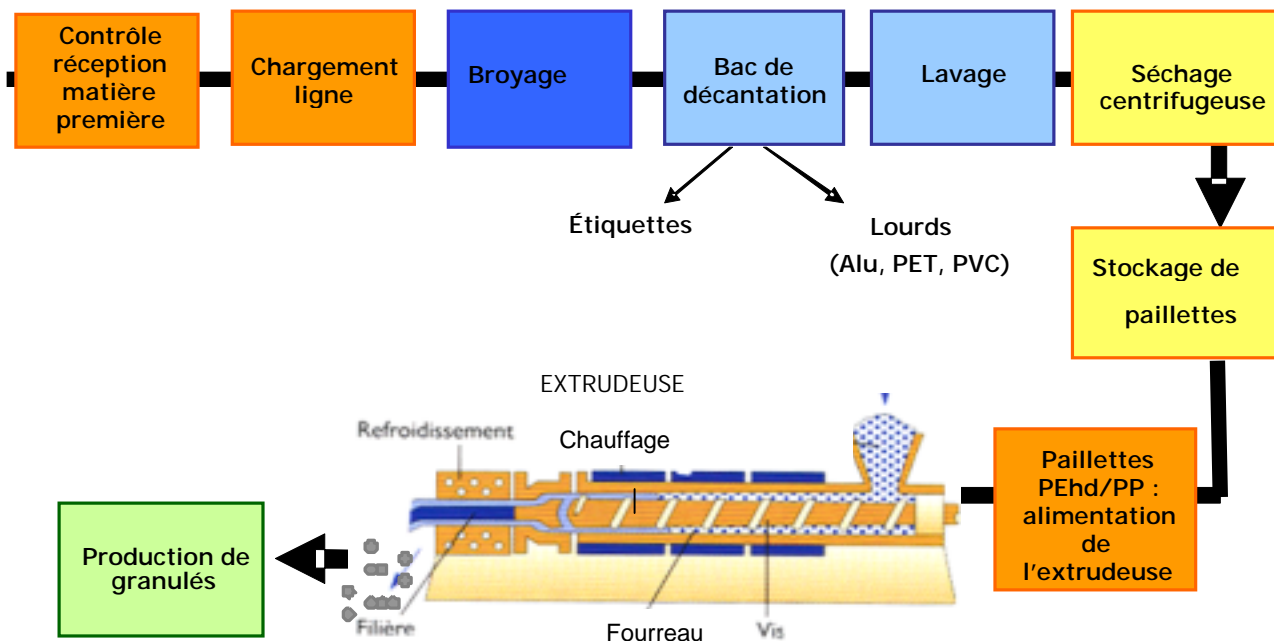 Contrôle
réception
matière
première
Chargement
ligne
Broyage
Bac de
décantation
Lavage
Séchage
centrifugeuse
Étiquettes
Lourds
(Alu, PET, PVC)
Stockage de
paillettes
EXTRUDEUSE
Refroidissement
Chauffage
Paillettes
PEhd/PP :
alimentation
de
l'extrudeuse
Production de
granulés
Filière
Fourreau
Vis